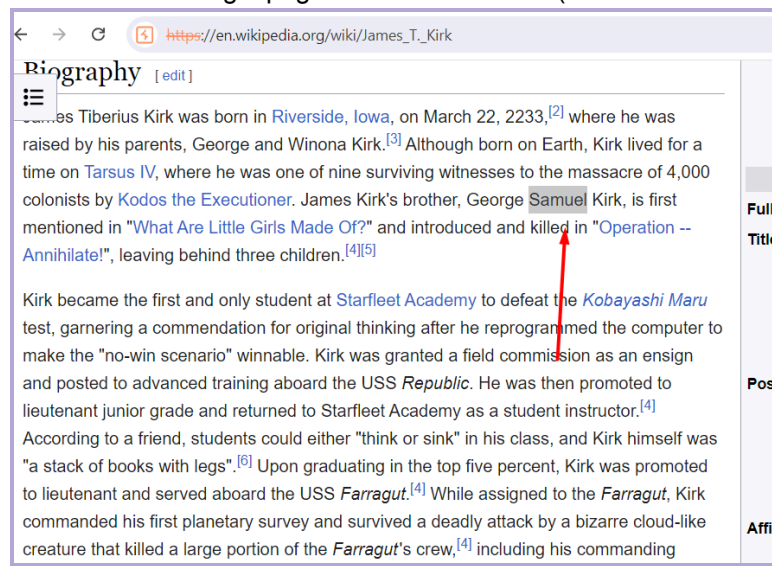 https://en.wikipedia.org/wiki/James_T._Kirk
Biography [ edit ]
James Tiberius Kirk was born in Riverside, Iowa, on March 22, 2233,[2] where he was
raised by his parents, George and Winona Kirk.[3] Although born on Earth, Kirk lived for a
time on Tarsus IV, where he was one of nine surviving witnesses to the massacre of 4,000
colonists by Kodos the Executioner. James Kirk's brother, George Samuel Kirk, is first
mentioned in "What Are Little Girls Made Of?" and introduced and killed in "Operation --
Annihilate!", leaving behind three children.[4][5]
Kirk became the first and only student at Starfleet Academy to defeat the Kobayashi Maru
test, garnering a commendation for original thinking after he reprogrammed the computer to
make the "no-win scenario" winnable. Kirk was granted a field commission as an ensign
and posted to advanced training aboard the USS Republic. He was then promoted to
lieutenant junior grade and returned to Starfleet Academy as a student instructor.[4]
According to a friend, students could either "think or sink" in his class, and Kirk himself was
"a stack of books with legs".[6] Upon graduating in the top five percent, Kirk was promoted
to lieutenant and served aboard the USS Farragut.[4] While assigned to the Farragut, Kirk
commanded his first planetary survey and survived a deadly attack by a bizarre cloud-like
creature that killed a large portion of the Farragut's crew,[4] including his commanding
Full
Title
Pos
Affi